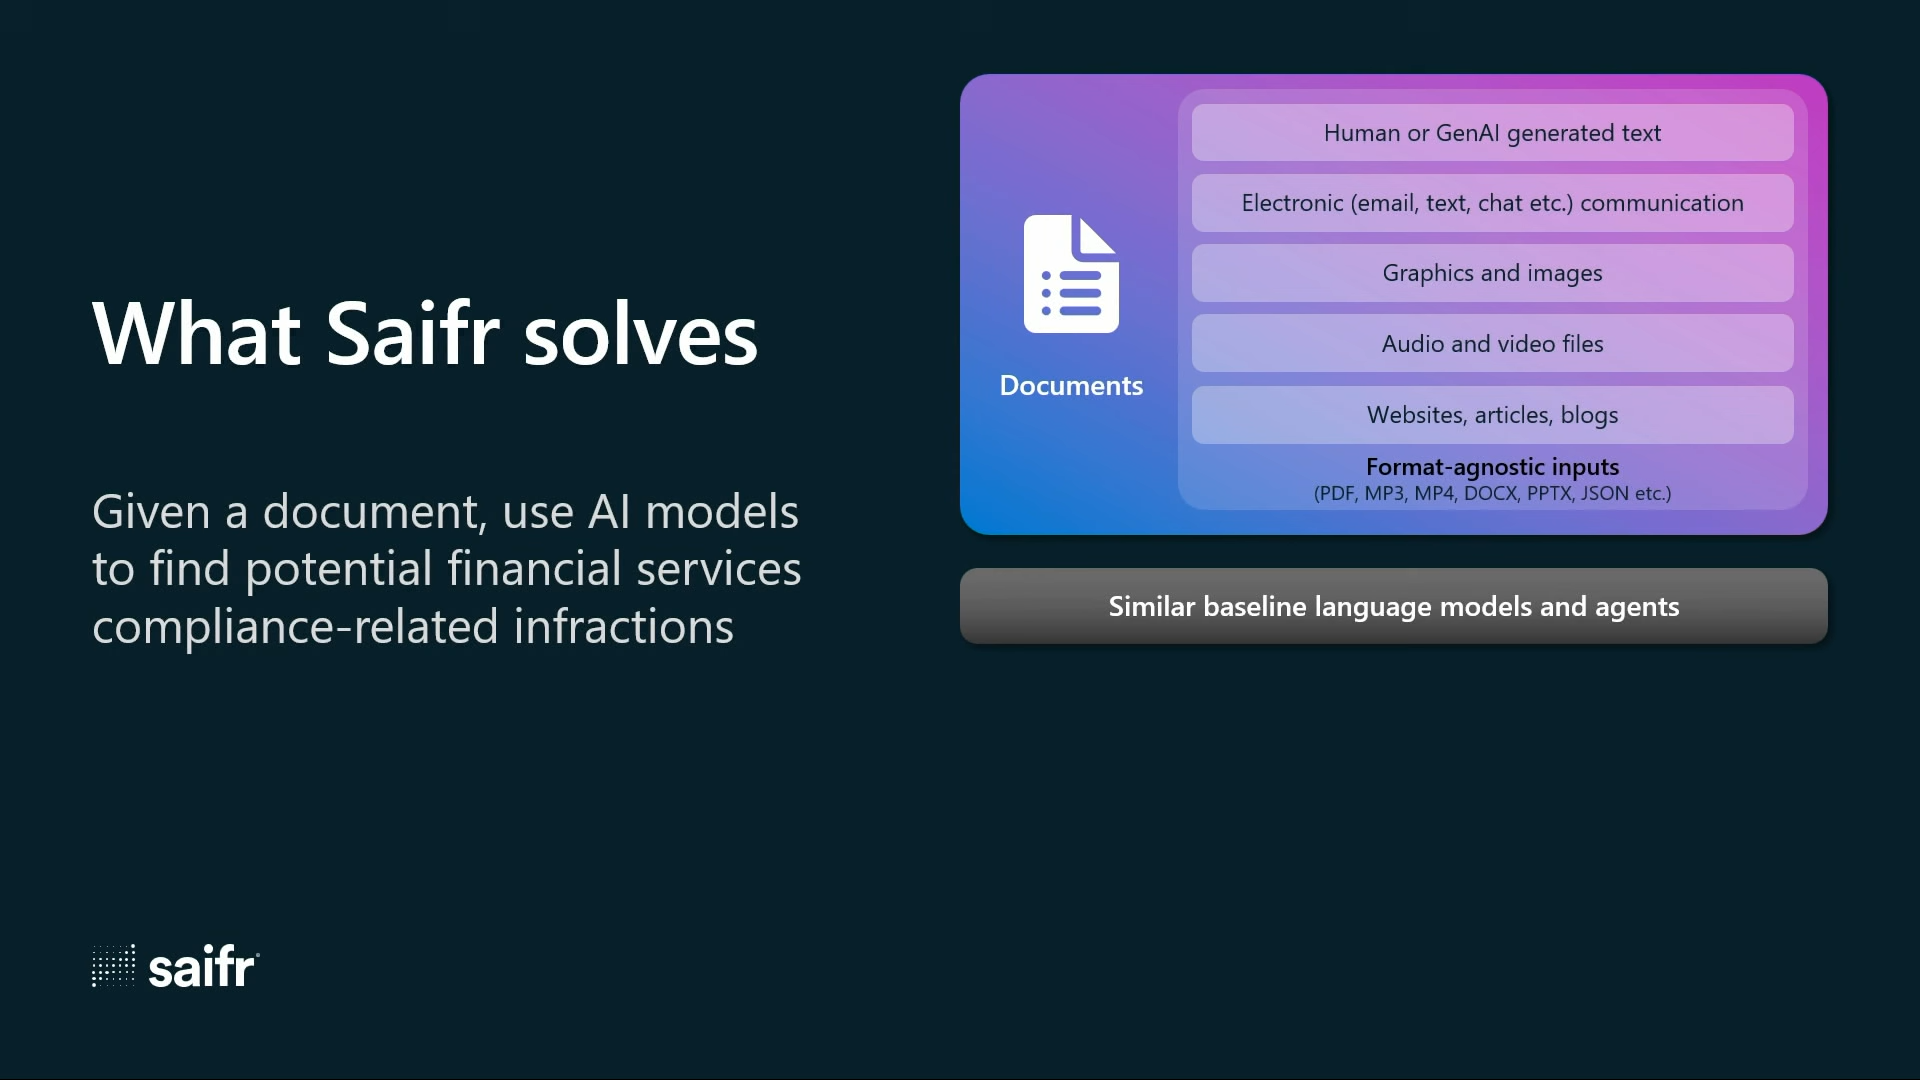 What Saifr solves
Given a document, use AI models
to find potential financial services
compliance-related infractions
saifr
Documents
Human or GenAI generated text
Electronic (email, text, chat etc.) communication
Graphics and images
Audio and video files
Websites, articles, blogs
Format-agnostic inputs
(PDF, MP3, MP4, DOCX, PPTX, JSON etc.)
Similar baseline language models and agents